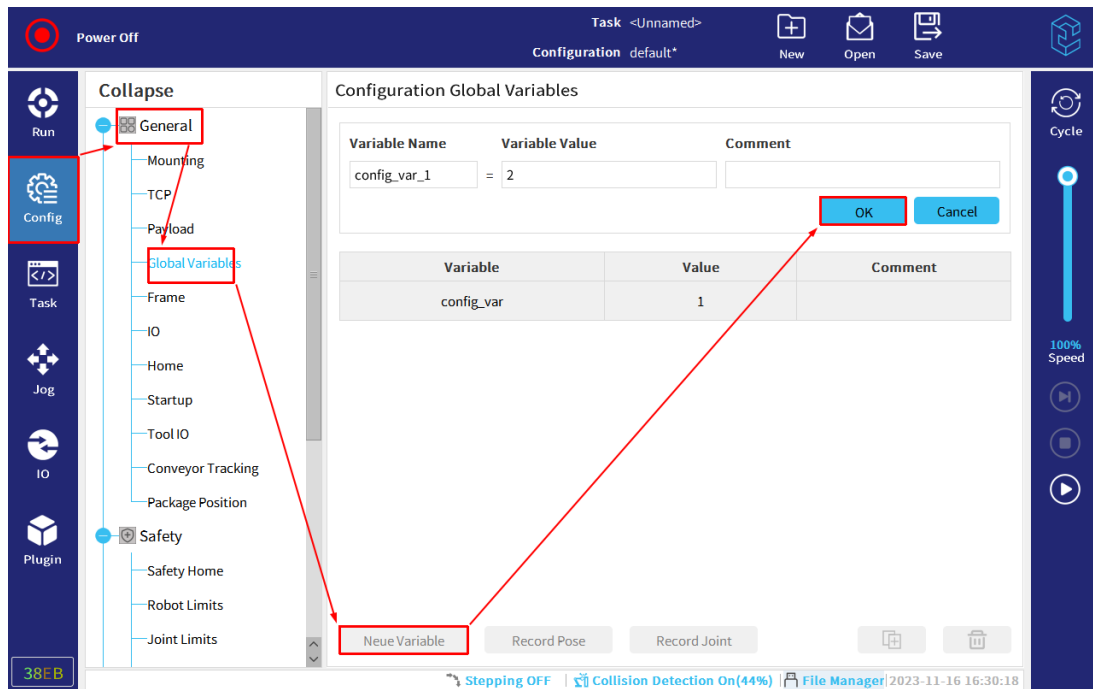 Power Off
Task <Unnamed>
Configuration default*
New
Open
Save
Run
Config
Task
Jog
IO
Plugin
38EB
Collapse
General
Mounting
TCP
Payload
Global Variables
Frame
IO
Home
Startup
Tool IO
Conveyor Tracking
Package Position
Safety
Safety Home
Robot Limits
Joint Limits
Configuration Global Variables
Variable Name Variable Value Comment
config_var_1 = 2
OK Cancel
Variable Value Comment
config_var 1
Neue Variable Record Pose Record Joint
Cycle
100%
Speed
Stepping OFF Collision Detection On(44%) File Manager 2023-11-16 16:30:18